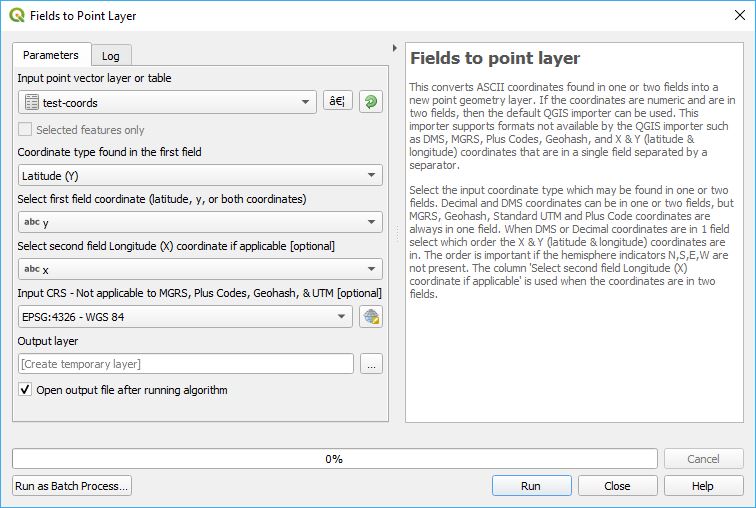 Fields to Point Layer
Parameters
Log
Input point vector layer or table
test-coords
â€¦
Selected features only
Coordinate type found in the first field
Latitude (Y)
Select first field coordinate (latitude, y, or both coordinates)
abc y
Select second field Longitude (X) coordinate if applicable [optional]
abc x
Input CRS - Not applicable to MGRS, Plus Codes, Geohash, & UTM [optional]
EPSG:4326 - WGS 84
Output layer
[Create temporary layer]
...
Open output file after running algorithm
Fields to point layer
This converts ASCII coordinates found in one or two fields into a
new point geometry layer. If the coordinates are numeric and are in
two fields, then the default QGIS importer can be used. This
importer supports formats not available by the QGIS importer such
as DMS, MGRS, Plus Codes, Geohash, and X & Y (latitude &
longitude) coordinates that are in a single field separated by a
separator.
Select the input coordinate type which may be found in one or two
fields. Decimal and DMS coordinates can be in one or two fields, but
MGRS, Geohash, Standard UTM and Plus Code coordinates are
always in one field. When DMS or Decimal coordinates are in 1 field
select which order the X & Y (latitude & longitude) coordinates are
in. The order is important if the hemisphere indicators N,S,E,W are
not present. The column 'Select second field Longitude (X)
coordinate if applicable' is used when the coordinates are in two
fields.
0%
Cancel
Run as Batch Process...
Run
Close
Help